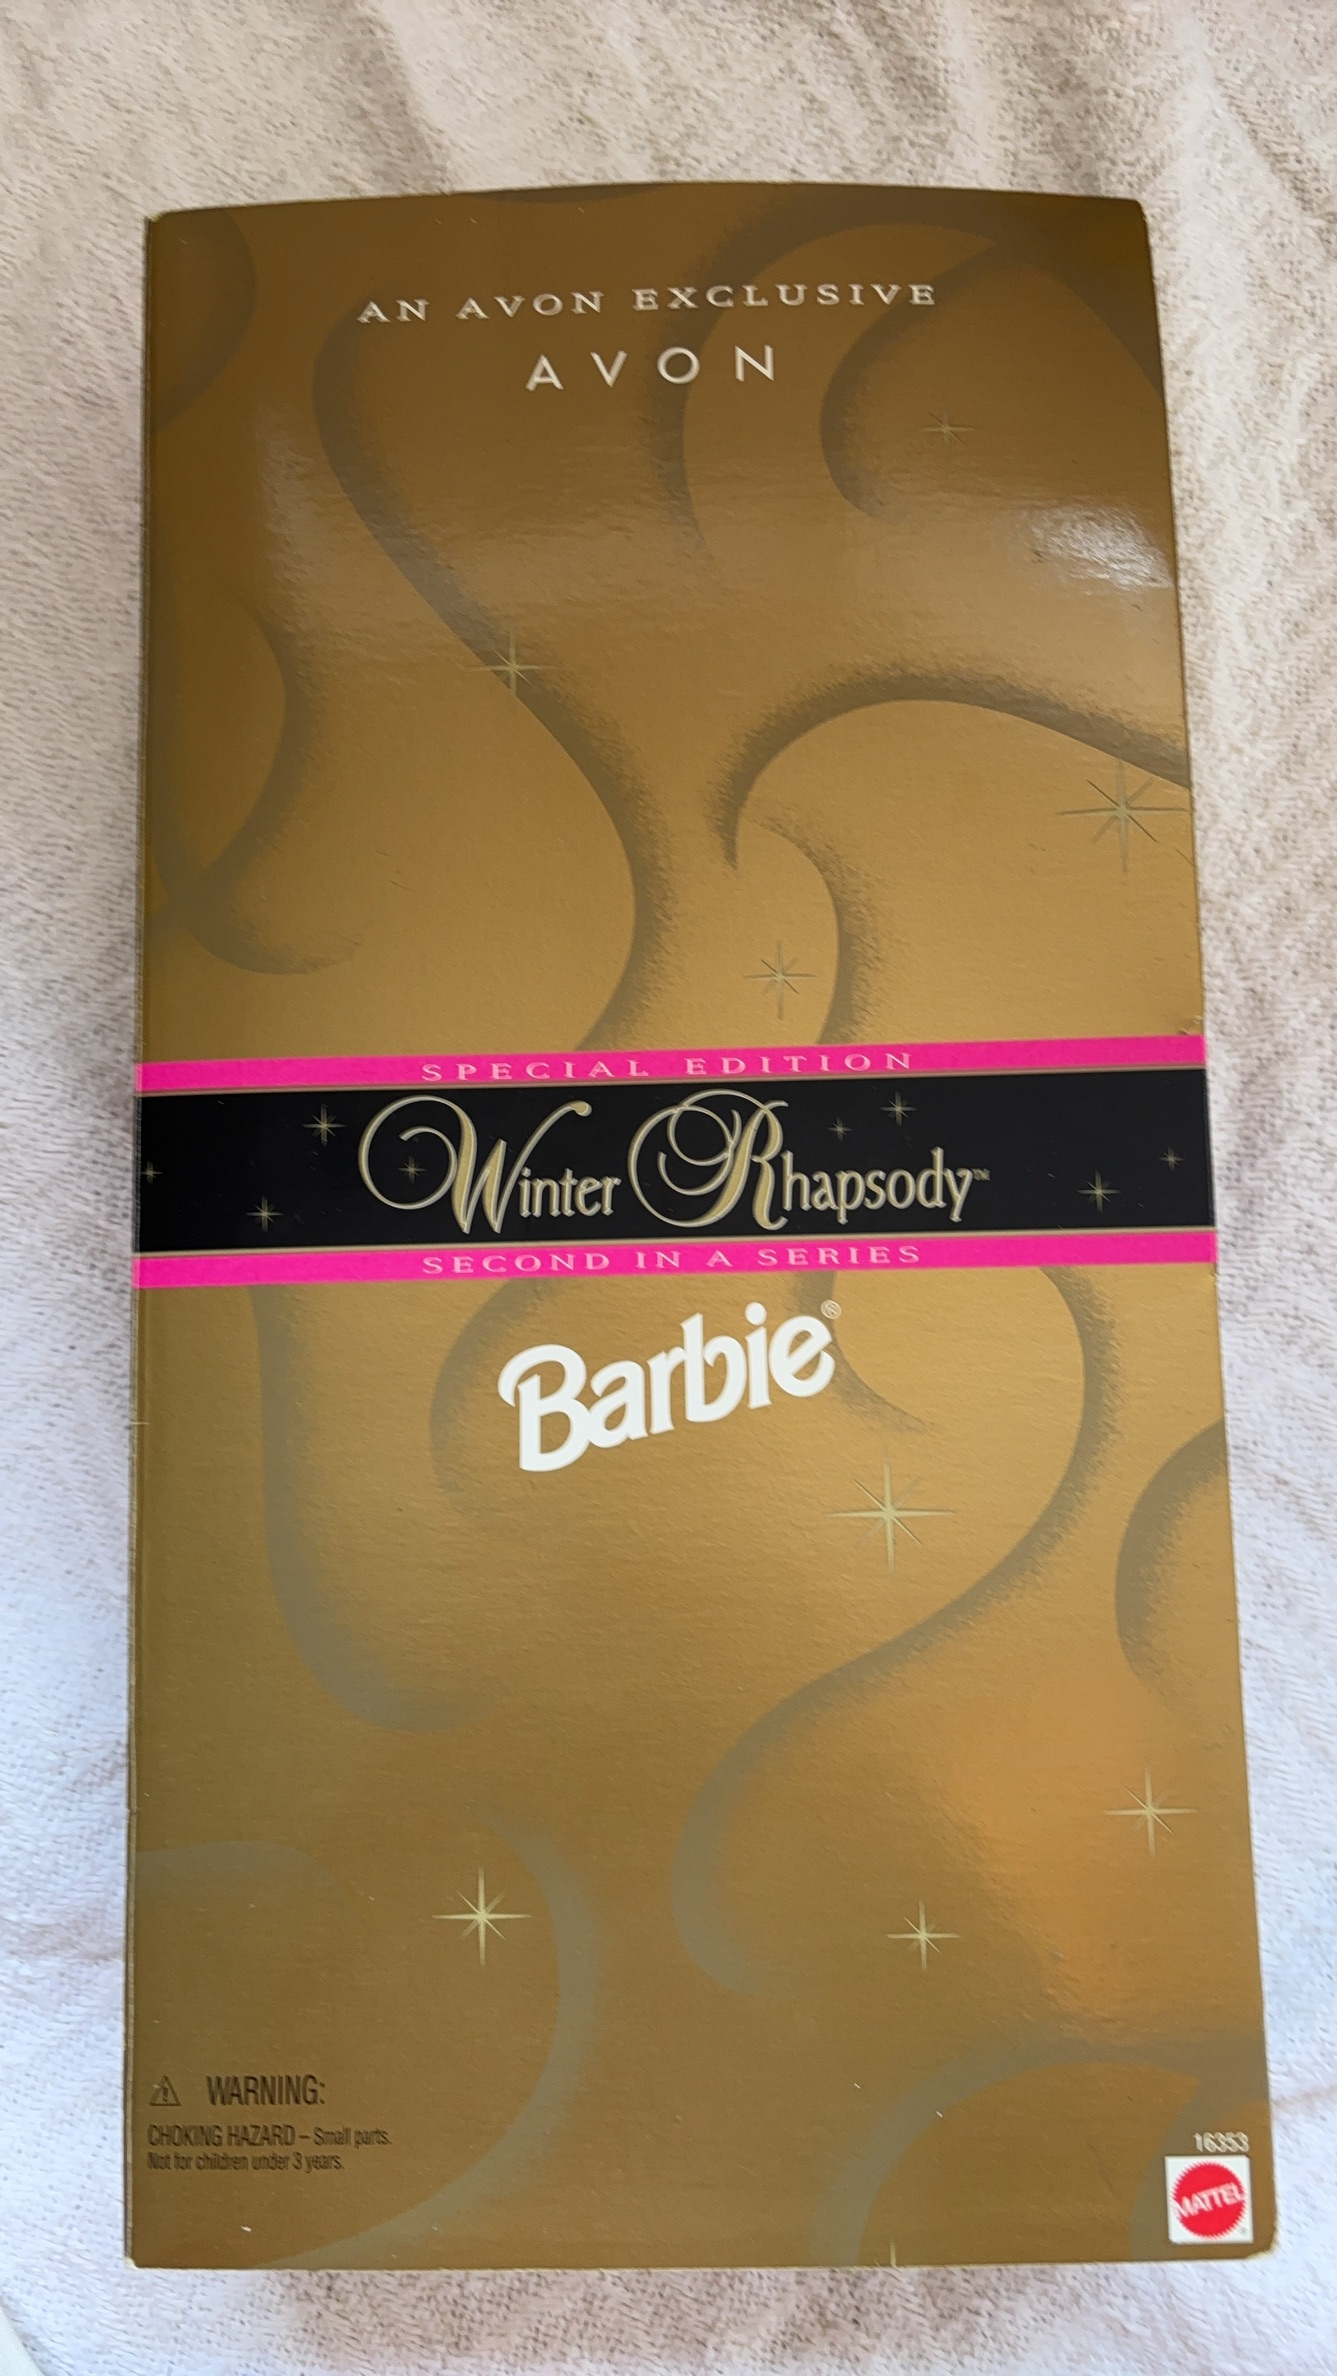 AN AVON EXCLUSIVE
AVON
SPECIAL EDITION
Winter Rhapsody™
SECOND IN A SERIES
Barbie®
⚠ WARNING:
CHOKING HAZARD – Small parts.
Not for children under 3 years.
16353
MATTEL